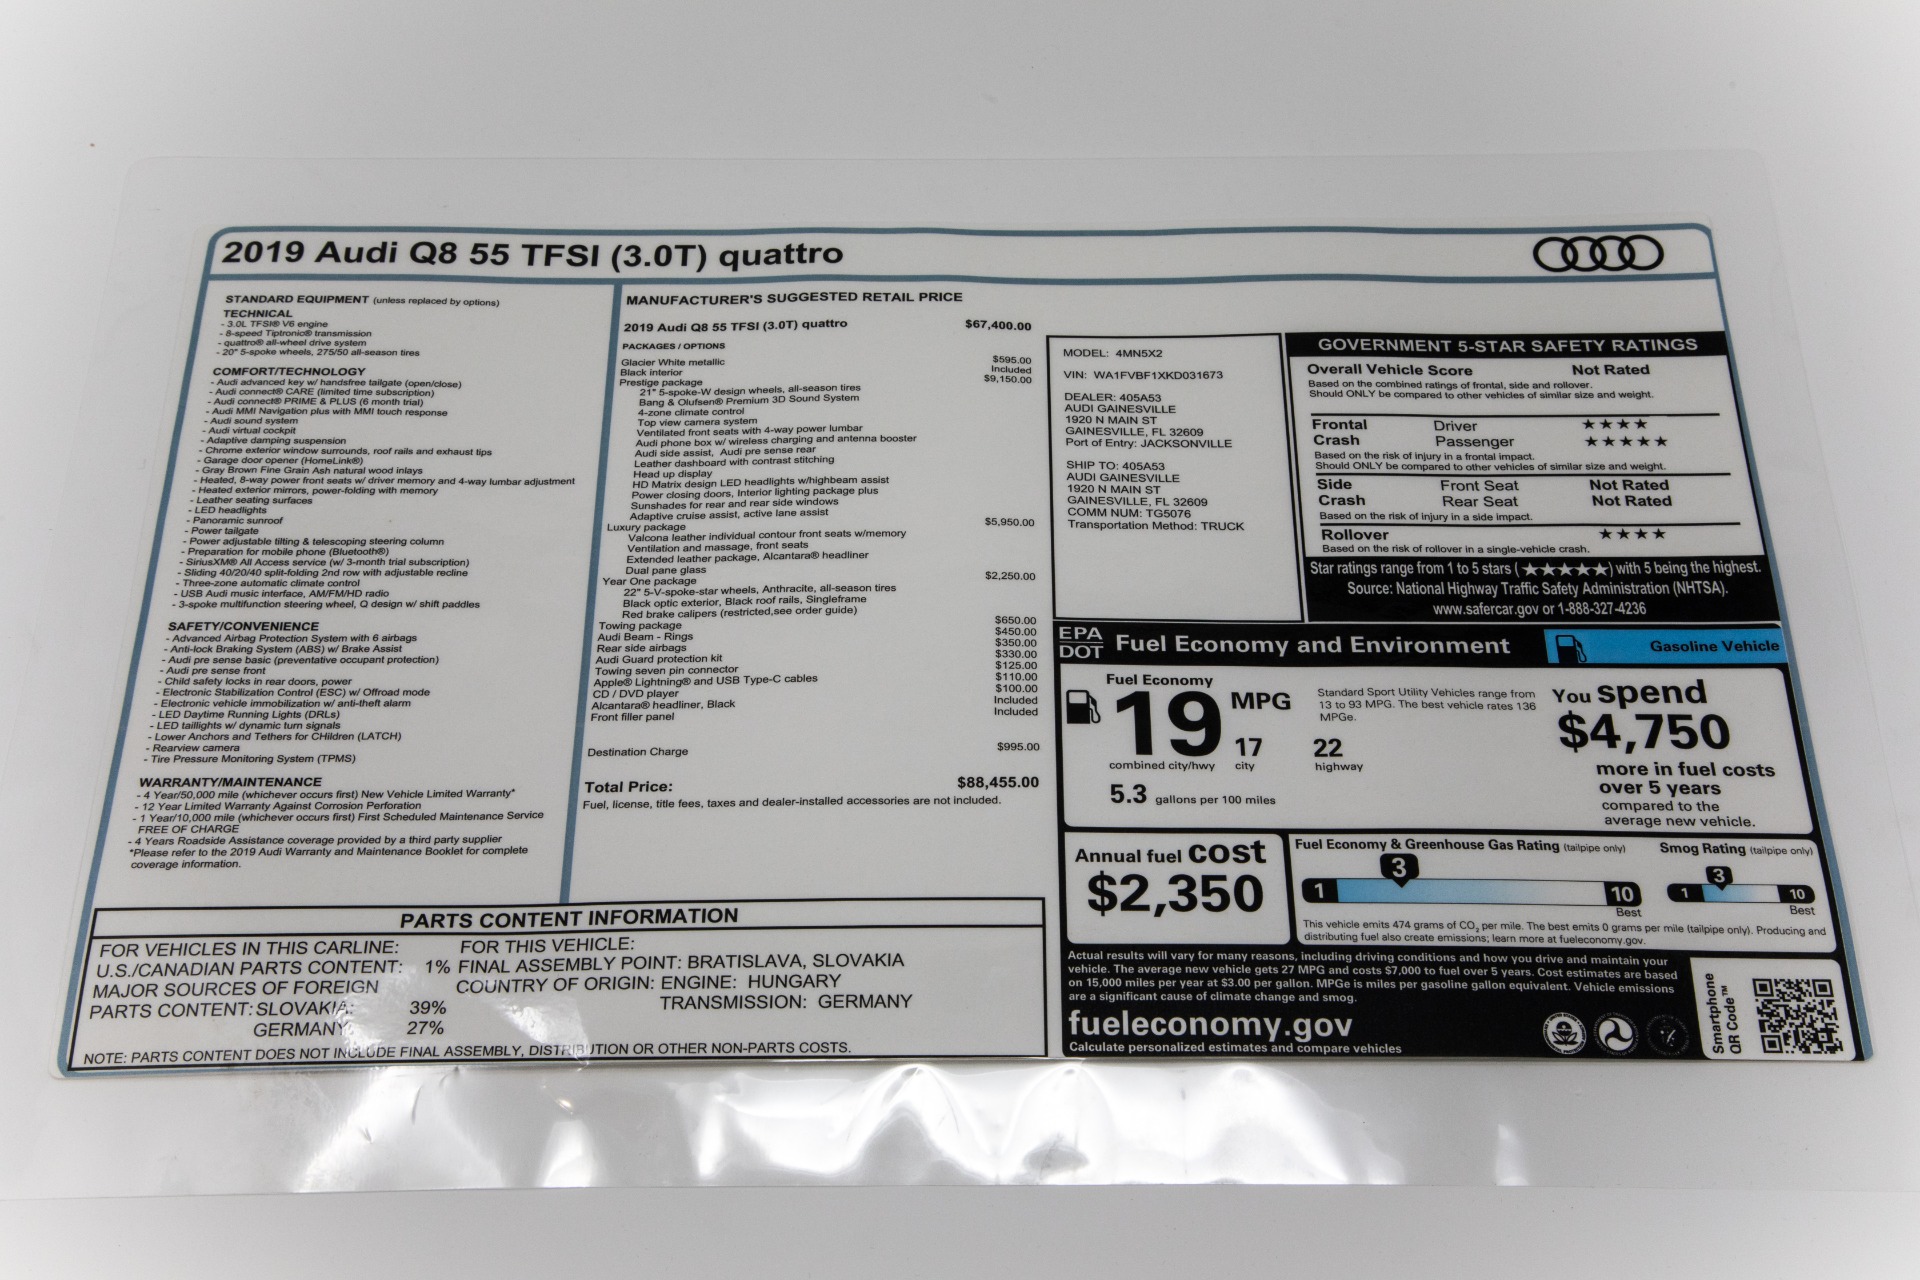 2019 Audi Q8 55 TFSI (3.0T) quattro
STANDARD EQUIPMENT (unless replaced by options)
TECHNICAL
- 3.0L TFSI® V6 engine
- 8-speed Tiptronic® transmission
- quattro® all-wheel drive system
- 20" 5-spoke wheels, 275/50 all-season tires
COMFORT/TECHNOLOGY
- Audi advanced key w/ handsfree tailgate (open/close)
- Audi connect® CARE (limited time subscription)
- Audi connect® PRIME & PLUS (6 month trial)
- Audi MMI Navigation plus with MMI touch response
- Audi sound system
- Audi virtual cockpit
- Adaptive damping suspension
- Chrome exterior window surrounds, roof rails and exhaust tips
- Garage door opener (HomeLink®)
- Gray Brown Fine Grain Ash natural wood inlays
- Heated, 8-way power front seats w/ driver memory and 4-way lumbar adjustment
- Heated exterior mirrors, power-folding with memory
- Leather seating surfaces
- LED headlights
- Panoramic sunroof
- Power tailgate
- Power adjustable tilting & telescoping steering column
- Preparation for mobile phone (Bluetooth®)
- SiriusXM® All Access service (w/ 3-month trial subscription)
- Sliding 40/20/40 split-folding 2nd row with adjustable recline
- Three-zone automatic climate control
- USB Audi music interface, AM/FM/HD radio
- 3-spoke multifunction steering wheel, Q design w/ shift paddles
SAFETY/CONVENIENCE
- Advanced Airbag Protection System with 6 airbags
- Anti-lock Braking System (ABS) w/ Brake Assist
- Audi pre sense basic (preventative occupant protection)
- Audi pre sense front
- Child safety locks in rear doors, power
- Electronic Stabilization Control (ESC) w/ Offroad mode
- Electronic vehicle immobilization w/ anti-theft alarm
- LED Daytime Running Lights (DRLs)
- LED taillights w/ dynamic turn signals
- Lower Anchors and Tethers for CHildren (LATCH)
- Rearview camera
- Tire Pressure Monitoring System (TPMS)
WARRANTY/MAINTENANCE
- 4 Year/50,000 mile (whichever occurs first) New Vehicle Limited Warranty*
- 12 Year Limited Warranty Against Corrosion Perforation
- 1 Year/10,000 mile (whichever occurs first) First Scheduled Maintenance Service
FREE OF CHARGE
- 4 Years Roadside Assistance coverage provided by a third party supplier
*Please refer to the 2019 Audi Warranty and Maintenance Booklet for complete
coverage information.
MANUFACTURER'S SUGGESTED RETAIL PRICE
2019 Audi Q8 55 TFSI (3.0T) quattro $67,400.00
PACKAGES / OPTIONS
Glacier White metallic $595.00
Black interior Included
Prestige package $9,150.00
21" 5-spoke-W design wheels, all-season tires
Bang & Olufsen® Premium 3D Sound System
4-zone climate control
Top view camera system
Ventilated front seats with 4-way power lumbar
Audi phone box w/ wireless charging and antenna booster
Audi side assist, Audi pre sense rear
Leather dashboard with contrast stitching
Head up display
HD Matrix design LED headlights w/highbeam assist
Power closing doors, Interior lighting package plus
Sunshades for rear and rear side windows
Adaptive cruise assist, active lane assist
Luxury package $5,950.00
Valcona leather individual contour front seats w/memory
Ventilation and massage, front seats
Extended leather package, Alcantara® headliner
Dual pane glass
Year One package $2,250.00
22" 5-V-spoke-star wheels, Anthracite, all-season tires
Black optic exterior, Black roof rails, Singleframe
Red brake calipers (restricted,see order guide)
Towing package $650.00
Audi Beam - Rings $450.00
Rear side airbags $350.00
Audi Guard protection kit $330.00
Towing seven pin connector $125.00
Apple® Lightning® and USB Type-C cables $110.00
CD / DVD player $100.00
Alcantara® headliner, Black Included
Front filler panel Included
Destination Charge $995.00
Total Price: $88,455.00
Fuel, license, title fees, taxes and dealer-installed accessories are not included.
MODEL: 4MN5X2
VIN: WA1FVBF1XKD031673
DEALER: 405A53
AUDI GAINESVILLE
1920 N MAIN ST
GAINESVILLE, FL 32609
Port of Entry: JACKSONVILLE
SHIP TO: 405A53
AUDI GAINESVILLE
1920 N MAIN ST
GAINESVILLE, FL 32609
COMM NUM: TG5076
Transportation Method: TRUCK
GOVERNMENT 5-STAR SAFETY RATINGS
Overall Vehicle Score Not Rated
Based on the combined ratings of frontal, side and rollover.
Should ONLY be compared to other vehicles of similar size and weight.
Frontal Driver ★★★★
Crash Passenger ★★★★★
Based on the risk of injury in a frontal impact.
Should ONLY be compared to other vehicles of similar size and weight.
Side Front Seat Not Rated
Crash Rear Seat Not Rated
Based on the risk of injury in a side impact.
Rollover ★★★★
Based on the risk of rollover in a single-vehicle crash.
Star ratings range from 1 to 5 stars (★★★★★) with 5 being the highest.
Source: National Highway Traffic Safety Administration (NHTSA).
www.safercar.gov or 1-888-327-4236
EPA
DOT
Fuel Economy and Environment
Gasoline Vehicle
Fuel Economy
19 MPG
combined city/hwy
17
city
22
highway
5.3 gallons per 100 miles
Standard Sport Utility Vehicles range from
13 to 93 MPG. The best vehicle rates 136
MPGe.
You spend
$4,750
more in fuel costs
over 5 years
compared to the
average new vehicle.
Annual fuel cost
$2,350
Fuel Economy & Greenhouse Gas Rating (tailpipe only)
3
1 10
Best
Smog Rating (tailpipe only)
3
1 10
Best
This vehicle emits 474 grams of CO2 per mile. The best emits 0 grams per mile (tailpipe only). Producing and
distributing fuel also create emissions; learn more at fueleconomy.gov.
Actual results will vary for many reasons, including driving conditions and how you drive and maintain your
vehicle. The average new vehicle gets 27 MPG and costs $7,000 to fuel over 5 years. Cost estimates are based
on 15,000 miles per year at $3.00 per gallon. MPGe is miles per gasoline gallon equivalent. Vehicle emissions
are a significant cause of climate change and smog.
fueleconomy.gov
Calculate personalized estimates and compare vehicles
Smartphone
QR Code™
PARTS CONTENT INFORMATION
FOR VEHICLES IN THIS CARLINE:
U.S./CANADIAN PARTS CONTENT: 1%
MAJOR SOURCES OF FOREIGN
PARTS CONTENT: SLOVAKIA: 39%
GERMANY: 27%
FOR THIS VEHICLE:
FINAL ASSEMBLY POINT: BRATISLAVA, SLOVAKIA
COUNTRY OF ORIGIN: ENGINE: HUNGARY
TRANSMISSION: GERMANY
NOTE: PARTS CONTENT DOES NOT INCLUDE FINAL ASSEMBLY, DISTRIBUTION OR OTHER NON-PARTS COSTS.